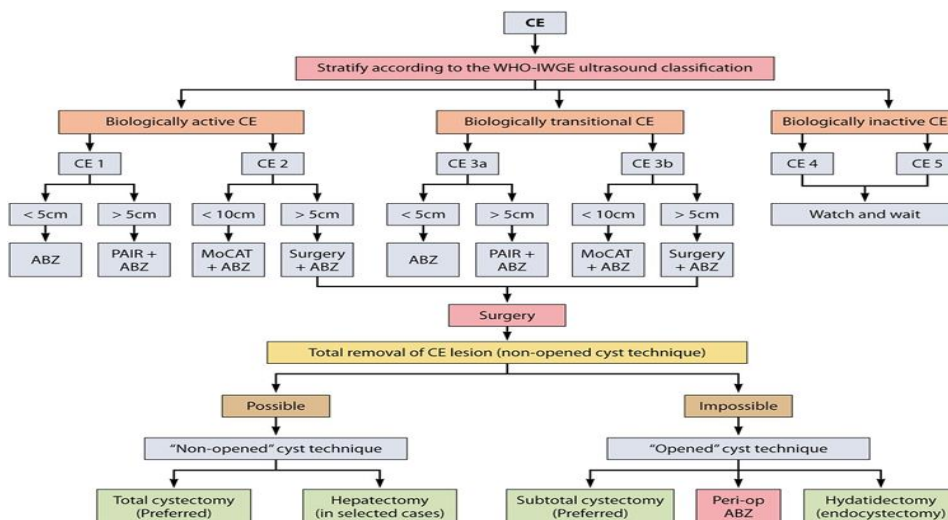 CE
Stratify according to the WHO-IWGE ultrasound classification
Biologically active CE
Biologically transitional CE
Biologically inactive CE
CE 1
CE 2
CE 3a
CE 3b
CE 4
CE 5
< 5cm
> 5cm
< 10cm
> 5cm
< 5cm
> 5cm
< 10cm
> 5cm
Watch and wait
ABZ
PAIR +
ABZ
MoCAT
+ ABZ
Surgery
+ ABZ
ABZ
PAIR +
ABZ
MoCAT
+ ABZ
Surgery
+ ABZ
Surgery
Total removal of CE lesion (non-opened cyst technique)
Possible
Impossible
“Non-opened” cyst technique
“Opened” cyst technique
Total cystectomy
(Preferred)
Hepatectomy
(in selected cases)
Subtotal cystectomy
(Preferred)
Peri-op
ABZ
Hydatidectomy
(endocystectomy)